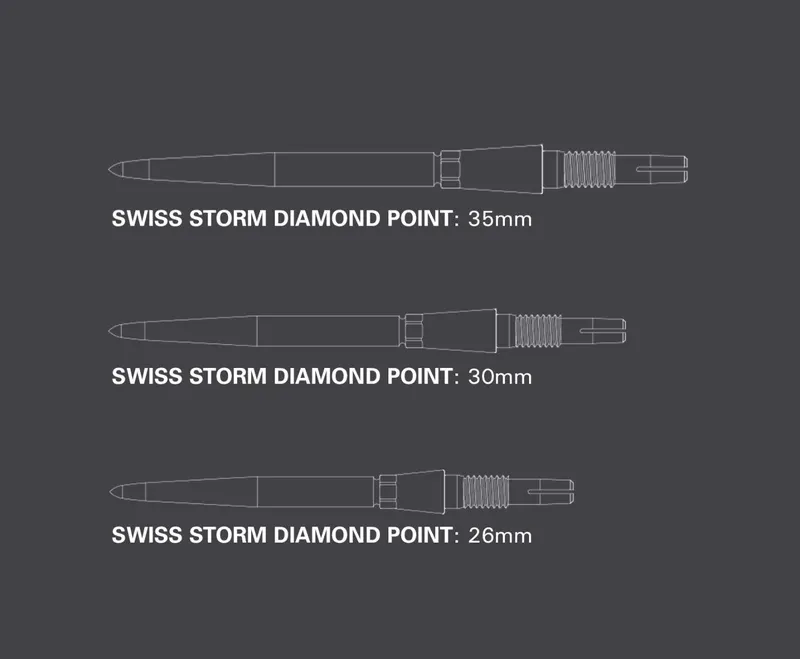 SWISS STORM DIAMOND POINT: 35mm
SWISS STORM DIAMOND POINT: 30mm
SWISS STORM DIAMOND POINT: 26mm